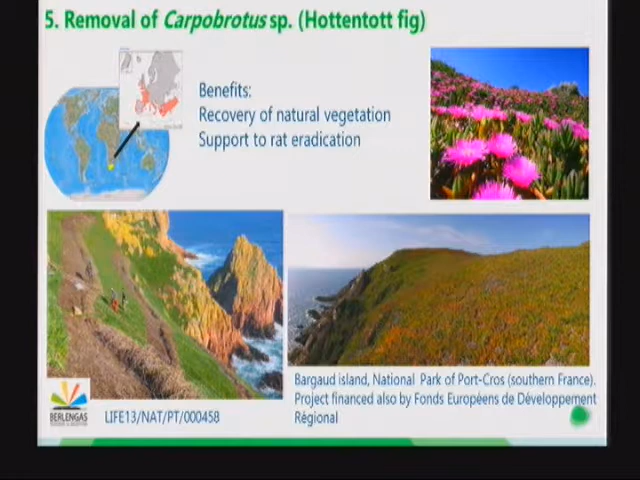 5. Removal of Carpobrotus sp. (Hottentott fig)
Benefits:
Recovery of natural vegetation
Support to rat eradication
Bargaud island, National Park of Port-Cros (southern France).
Project financed also by Fonds Européens de Développement
Régional
BERLENGAS
LIFE13/NAT/PT/000458